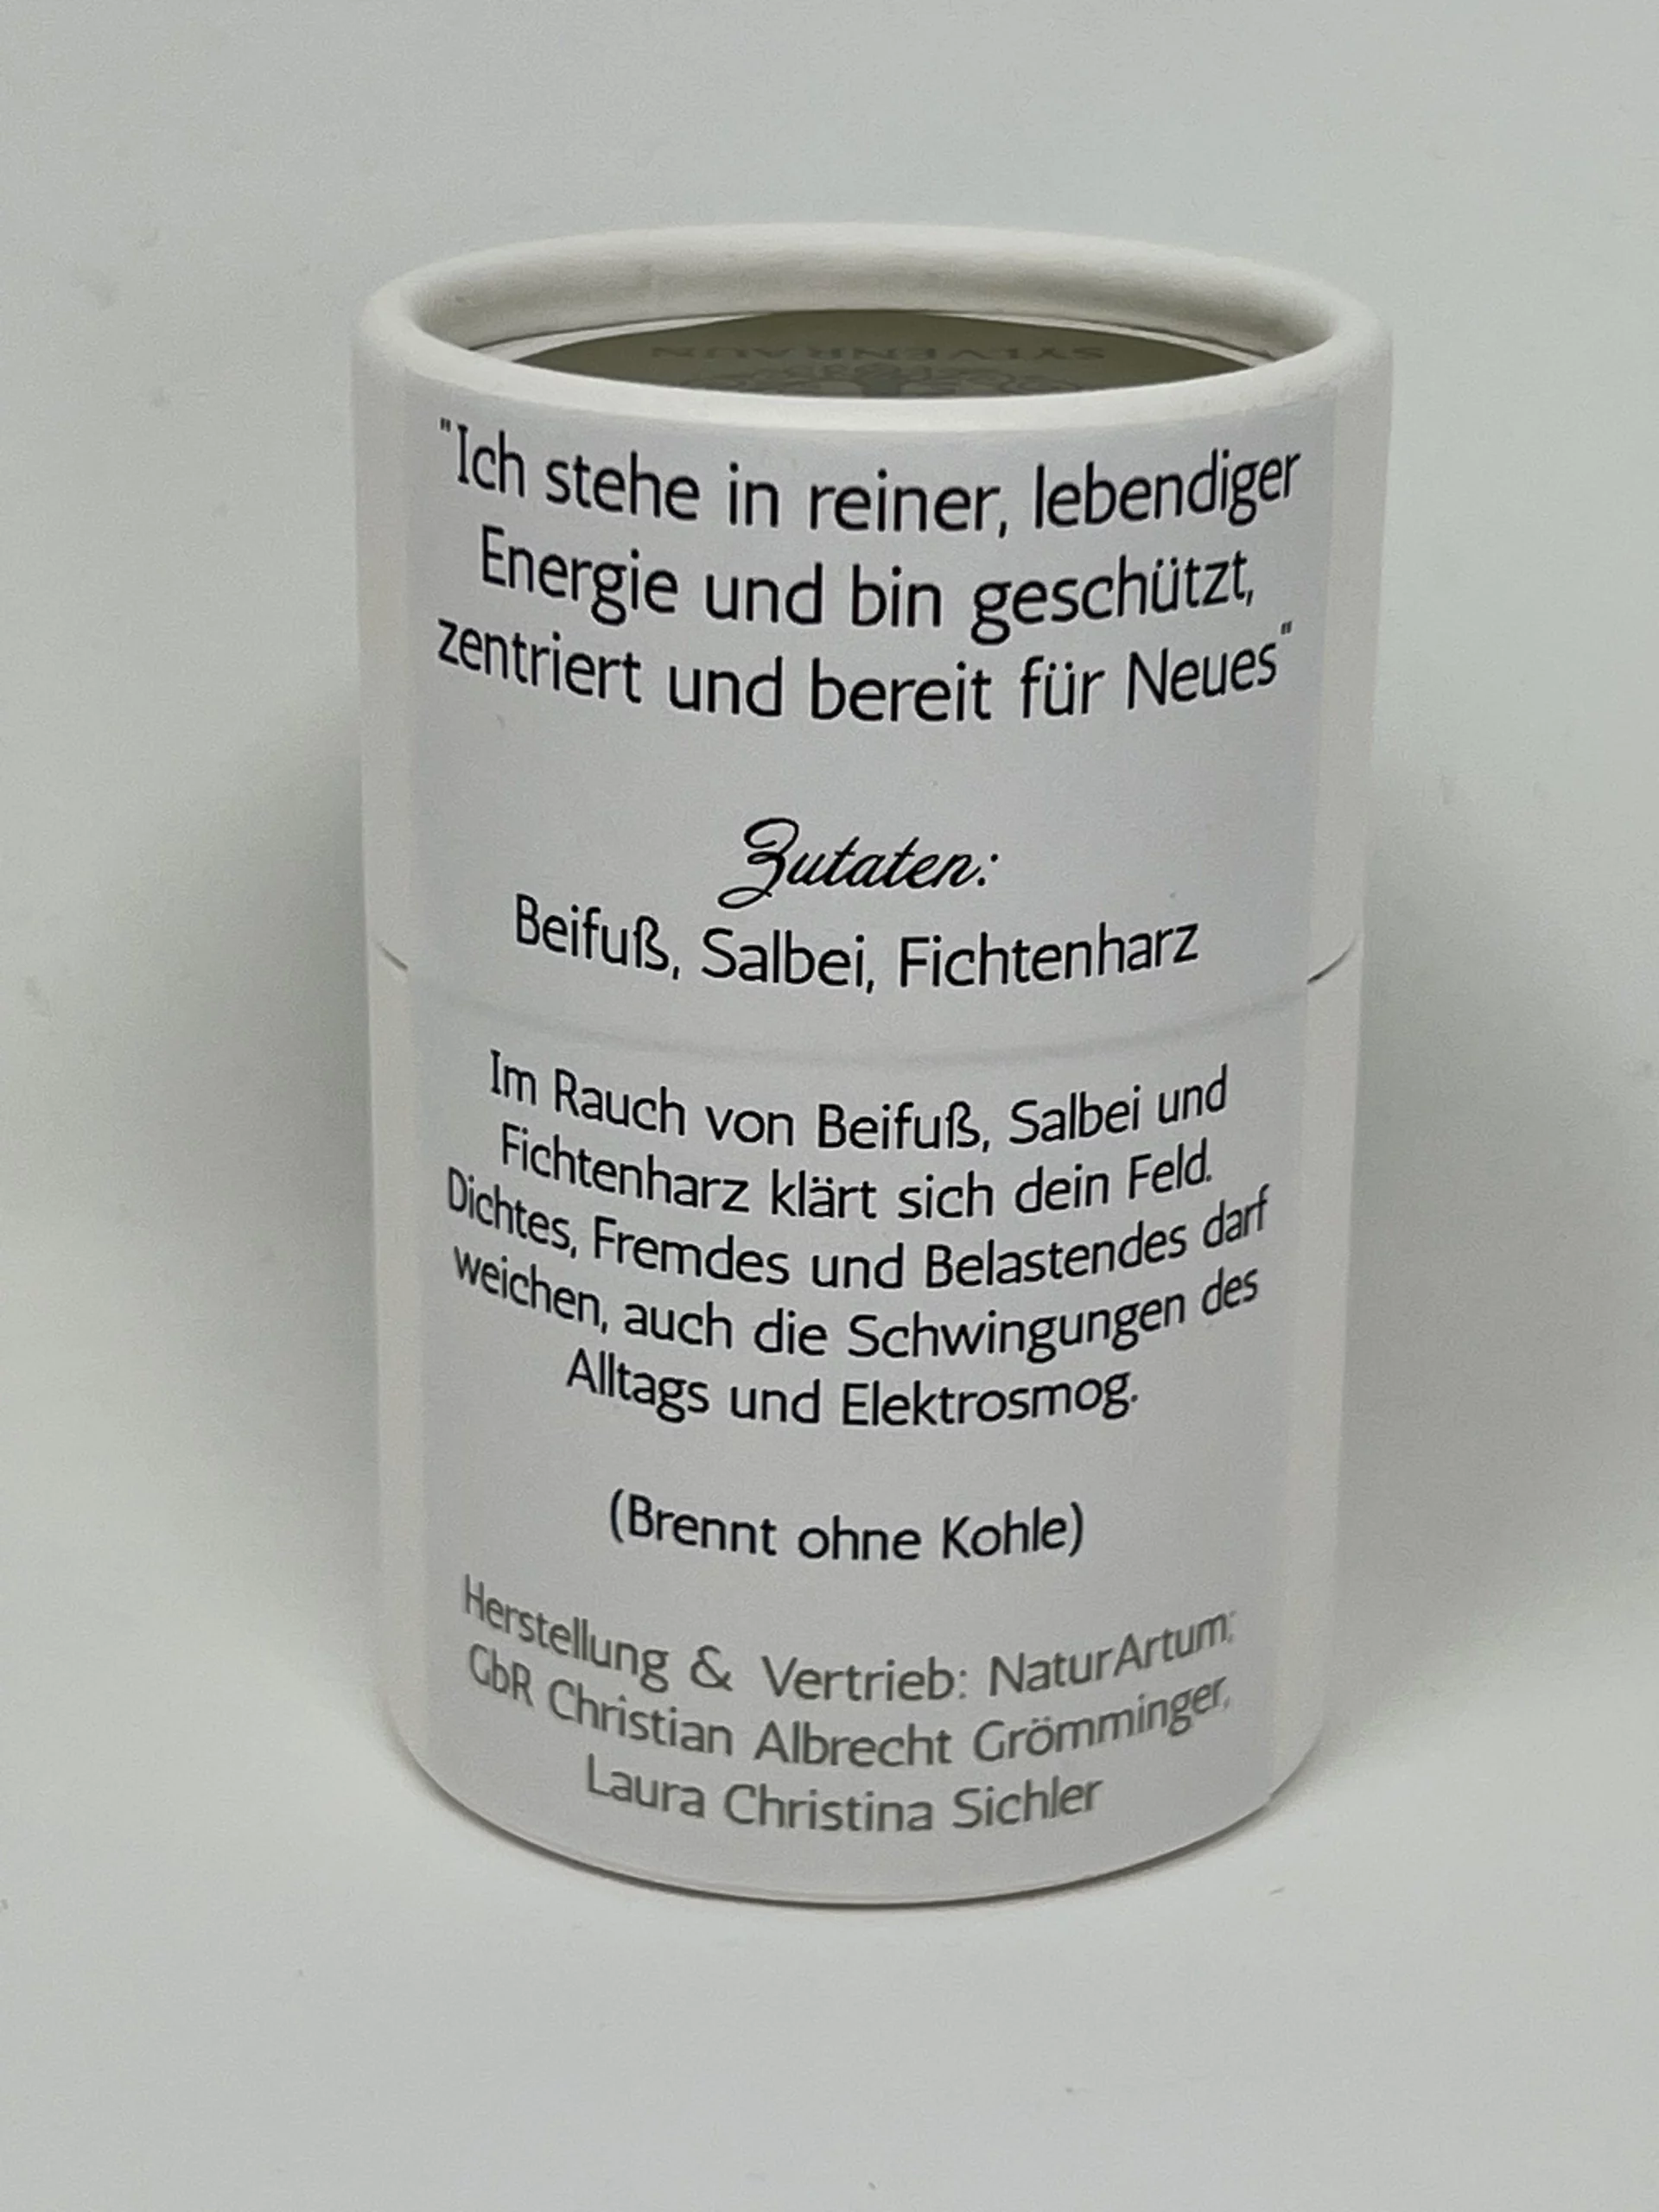 SYLVENRAUN
"Ich stehe in reiner, lebendiger
Energie und bin geschützt,
zentriert und bereit für Neues"
Zutaten:
Beifuß, Salbei, Fichtenharz
Im Rauch von Beifuß, Salbei und
Fichtenharz klärt sich dein Feld.
Dichtes, Fremdes und Belastendes darf
weichen, auch die Schwingungen des
Alltags und Elektrosmog.
(Brennt ohne Kohle)
Herstellung & Vertrieb: NaturArtum;
GbR Christian Albrecht Grömminger,
Laura Christina Sichler